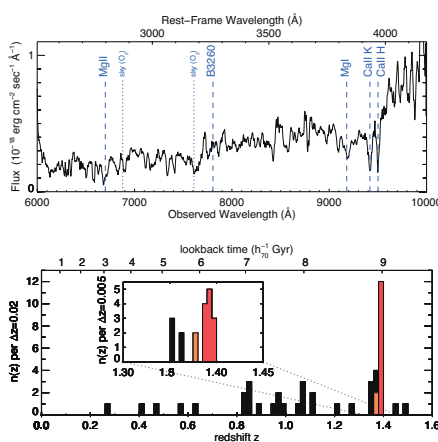 Rest-Frame Wavelength (Å)
3000 3500 4000
Flux (10⁻¹⁸ erg cm⁻² sec⁻¹ Å⁻¹)
1
0
MgII
sky (O₂)
sky (O₂)
B3260
MgI
CaII K
CaII H
6000 7000 8000 9000 10000
Observed Wavelength (Å)
lookback time (h₇₀⁻¹ Gyr)
1 2 3 4 5 6 7 8 9
n(z) per Δz=0.02
12
10
8
6
4
2
0
n(z) per Δz=0.005
5
4
3
2
1
0
1.30 1.40 1.45
0.0 0.2 0.4 0.6 0.8 1.0 1.2 1.4 1.6
redshift z